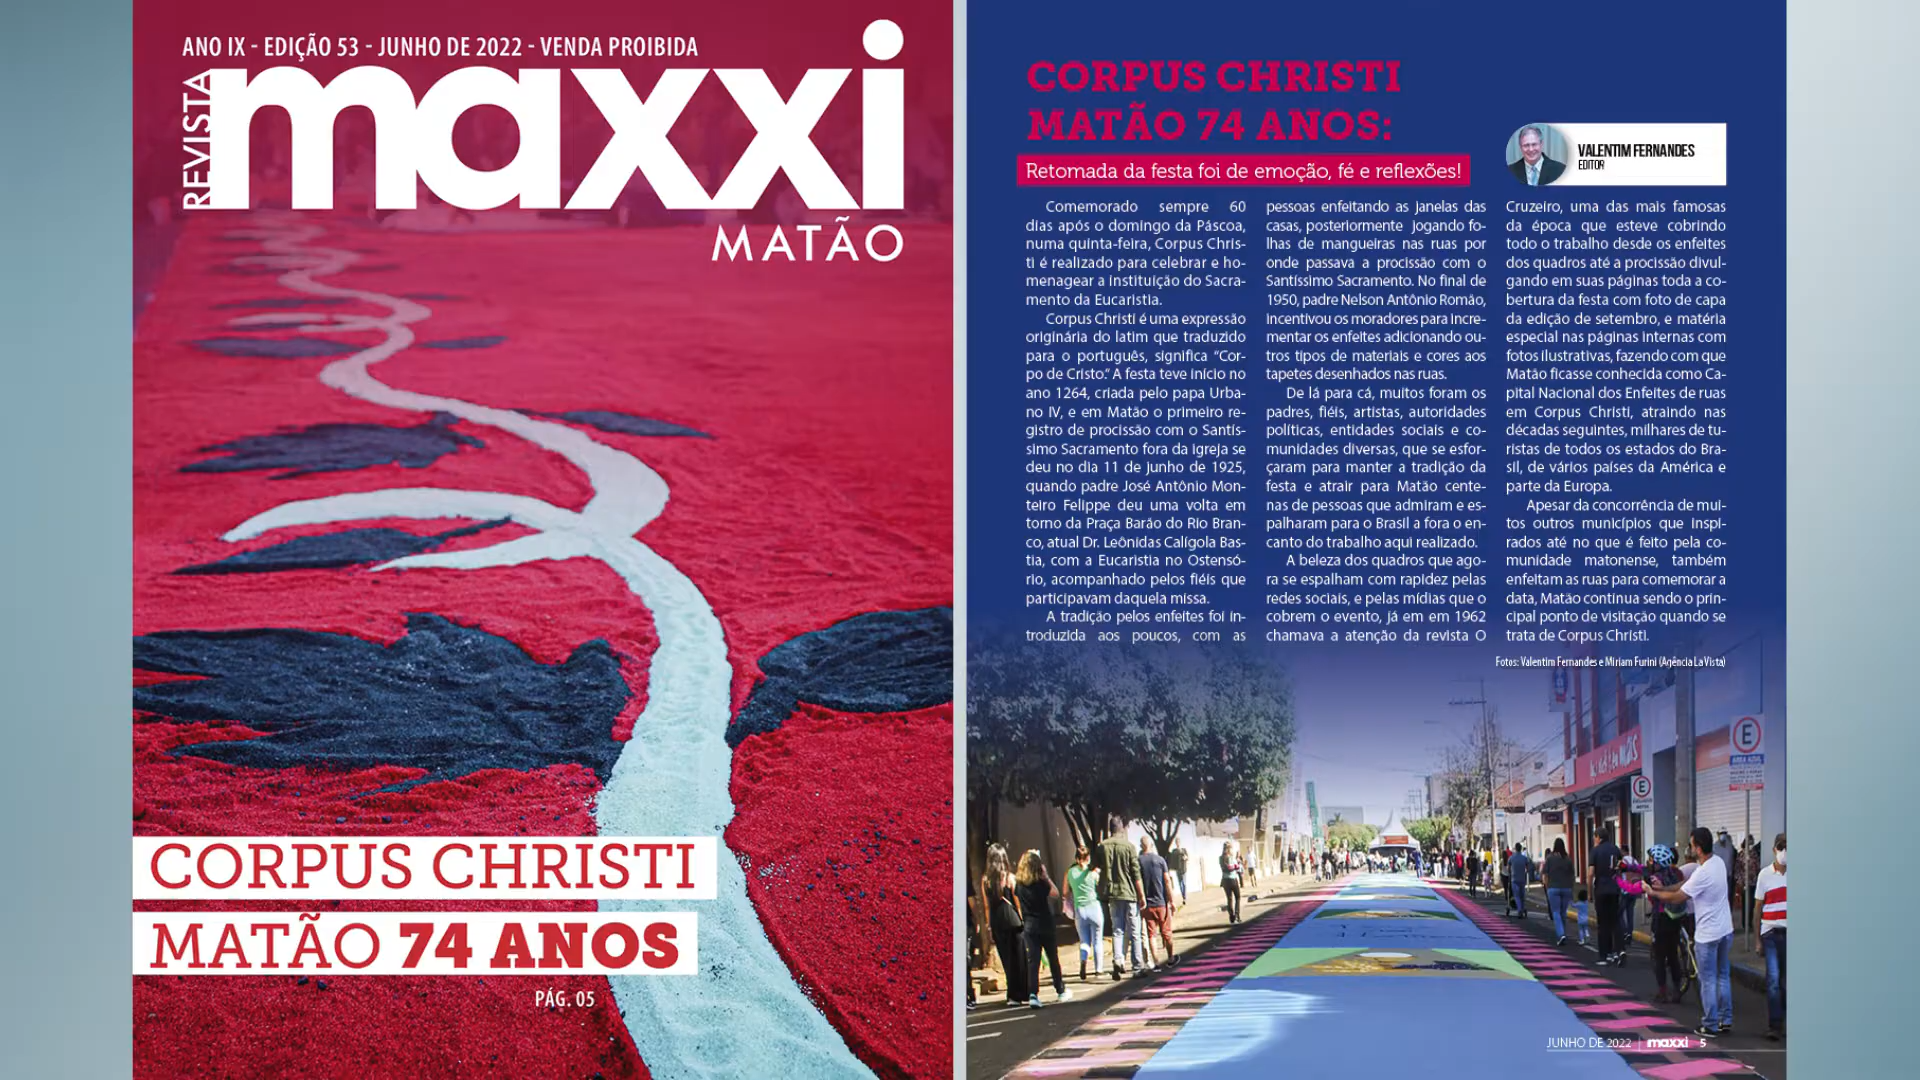 ANO IX - EDIÇÃO 53 - JUNHO DE 2022 - VENDA PROIBIDA
REVISTA
maxxi
MATÃO
CORPUS CHRISTI
MATÃO 74 ANOS
PÁG. 05
CORPUS CHRISTI
MATÃO 74 ANOS:
Retomada da festa foi de emoção, fé e reflexões!
VALENTIM FERNANDES
EDITOR
Comemorado sempre 60
dias após o domingo da Páscoa,
numa quinta-feira, Corpus Chris-
ti é realizado para celebrar e ho-
menagear a instituição do Sacra-
mento da Eucaristia.
Corpus Christi é uma expressão
originária do latim que traduzido
para o português, significa “Cor-
po de Cristo.” A festa teve início no
ano 1264, criada pelo papa Urba-
no IV, e em Matão o primeiro re-
gistro de procissão com o Santís-
simo Sacramento fora da igreja se
deu no dia 11 de junho de 1925,
quando padre José Antônio Mon-
teiro Felippe deu uma volta em
torno da Praça Barão do Rio Bran-
co, atual Dr. Leônidas Calígola Bas-
tia, com a Eucaristia no Ostensó-
rio, acompanhado pelos fiéis que
participavam daquela missa.
A tradição pelos enfeites foi in-
troduzida aos poucos, com as
pessoas enfeitando as janelas das
casas, posteriormente jogando fo-
lhas de mangueiras nas ruas por
onde passava a procissão com o
Santíssimo Sacramento. No final de
1950, padre Nelson Antônio Romão,
incentivou os moradores para incre-
mentar os enfeites adicionando ou-
tros tipos de materiais e cores aos
tapetes desenhados nas ruas.
De lá para cá, muitos foram os
padres, fiéis, artistas, autoridades
políticas, entidades sociais e co-
munidades diversas, que se esfor-
çaram para manter a tradição da
festa e atrair para Matão cente-
nas de pessoas que admiram e es-
palharam para o Brasil a fora o en-
canto do trabalho aqui realizado.
A beleza dos quadros que ago-
ra se espalham com rapidez pelas
redes sociais, e pelas mídias que o
cobrem o evento, já em em 1962
chamava a atenção da revista O
Cruzeiro, uma das mais famosas
da época que esteve cobrindo
todo o trabalho desde os enfeites
dos quadros até a procissão divul-
gando em suas páginas toda a co-
bertura da festa com foto de capa
da edição de setembro, e matéria
especial nas páginas internas com
fotos ilustrativas, fazendo com que
Matão ficasse conhecida como Ca-
pital Nacional dos Enfeites de ruas
em Corpus Christi, atraindo nas
décadas seguintes, milhares de tu-
ristas de todos os estados do Bra-
sil, de vários países da América e
parte da Europa.
Apesar da concorrência de mui-
tos outros municípios que inspi-
rados até no que é feito pela co-
munidade matonense, também
enfeitam as ruas para comemorar a
data, Matão continua sendo o prin-
cipal ponto de visitação quando se
trata de Corpus Christi.
Fotos: Valentim Fernandes e Miriam Furini (Agência La Vista)
E
ÁREA AZUL
E
JUNHO DE 2022 | maxxi 5